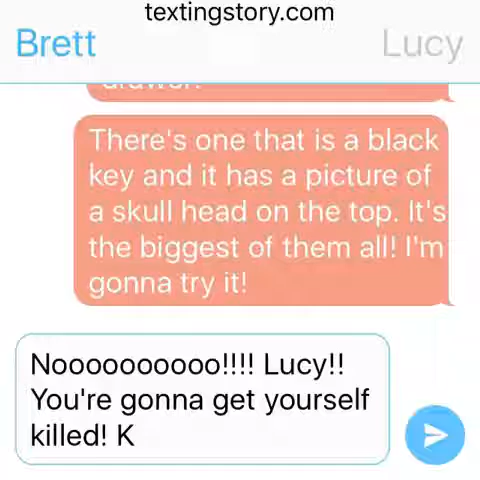 textingstory.com
Brett
Lucy
There's one that is a black
key and it has a picture of
a skull head on the top. It's
the biggest of them all! I'm
gonna try it!
Noooooooooo!!!! Lucy!!
You're gonna get yourself
killed! K